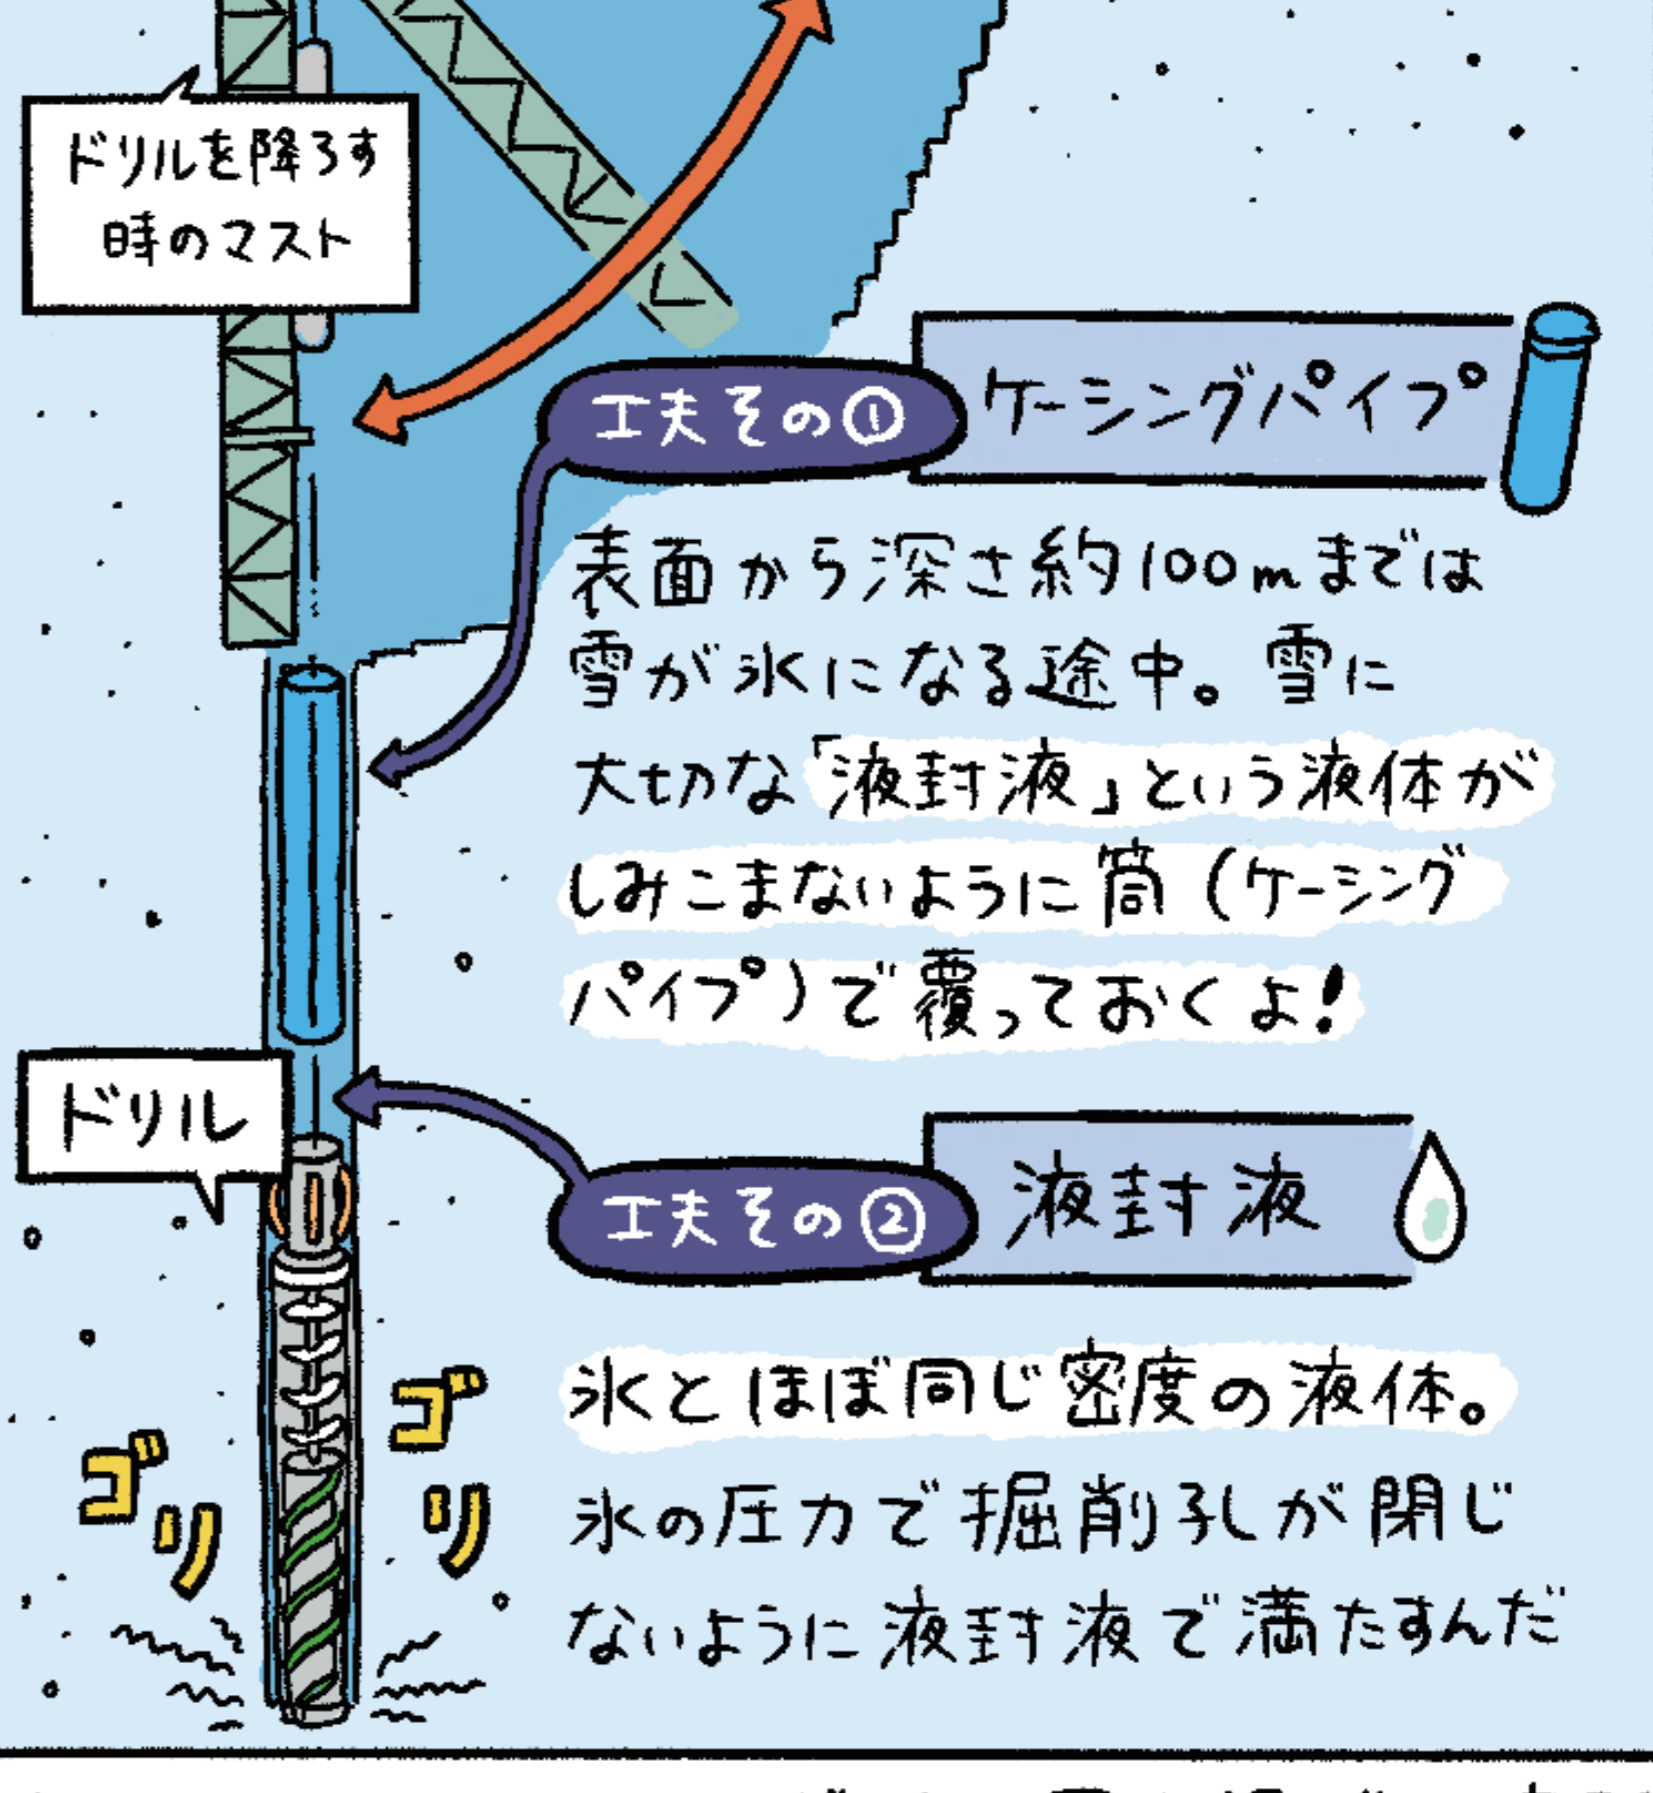 ドリルを降ろす
時のマスト
工夫その①
ケーシングパイプ
表面から深さ約100mまでは
雪が氷になる途中。雪に
大切な「液封液」という液体が
しみこまないように筒(ケーシング
パイプ)で覆っておくよ!
ドリル
工夫その②
液封液
氷とほぼ同じ密度の液体。
氷の圧力で掘削孔が閉じ
ないように液封液で満たすんだ
ゴリ
ゴリ